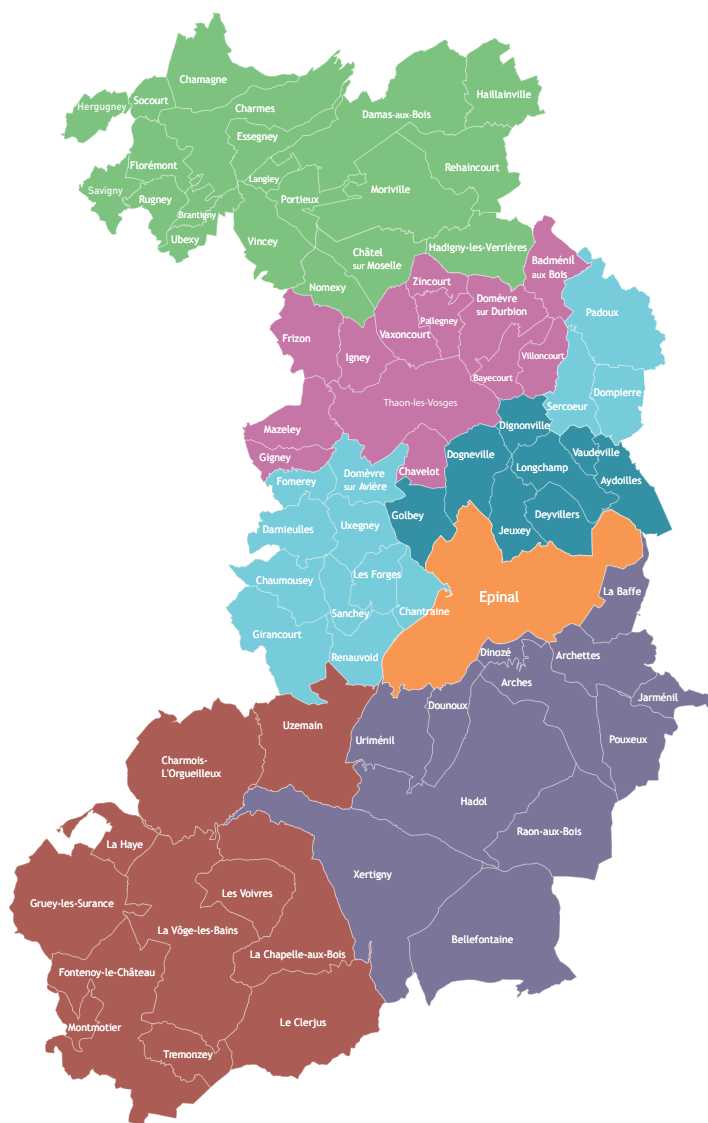 Chamagne
Haillainville
Hergugney
Socourt
Charmes
Damas-aux-Bois
Essegney
Florémont
Rehaincourt
Langley
Savigny
Rugney
Portieux
Moriville
Brantigny
Ubexy
Vincey
Châtel
sur Moselle
Hadigny-les-Verrières
Badménil
aux Bois
Nomexy
Zincourt
Domèvre
sur Durbion
Padoux
Pallegney
Frizon
Vaxoncourt
Igney
Villoncourt
Bayecourt
Dompierre
Thaon-les-Vosges
Sercoeur
Mazeley
Dignonville
Gigney
Dogneville
Vaudeville
Longchamp
Chavelot
Domèvre
sur Avière
Fomerey
Aydoilles
Golbey
Deyvillers
Uxegney
Darnieulles
Jeuxey
Les Forges
Chaumousey
La Baffe
Epinal
Sanchey
Chantraine
Girancourt
Renauvoid
Dinozé
Archettes
Arches
Jarménil
Dounoux
Uzemain
Uriménil
Pouxeux
Charmois-
L'Orgueilleux
Hadol
Raon-aux-Bois
La Haye
Xertigny
Les Voivres
Gruey-les-Surance
La Vôge-les-Bains
Bellefontaine
La Chapelle-aux-Bois
Fontenoy-le-Château
Le Clerjus
Montmotier
Tremonzey